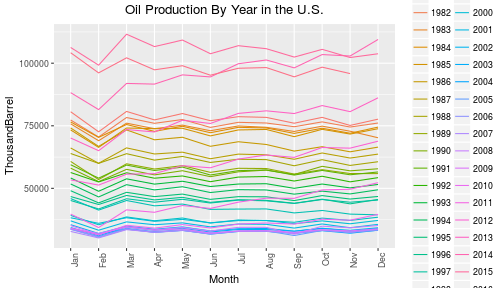 Oil Production By Year in the U.S.
ThousandBarrel
100000
75000
50000
Jan
Feb
Mar
Apr
May
Jun
Jul
Aug
Sep
Oct
Nov
Dec
Month
1982 2000
1983 2001
1984 2002
1985 2003
1986 2004
1987 2005
1988 2006
1989 2007
1990 2008
1991 2009
1992 2010
1993 2011
1994 2012
1995 2013
1996 2014
1997 2015